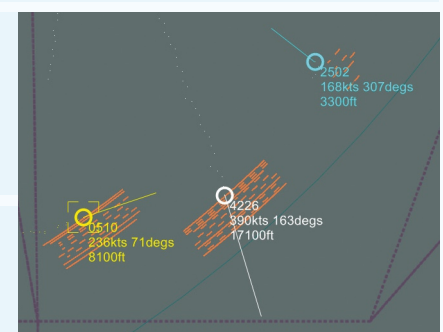 2502
168kts 307degs
3300ft
4226
390kts 163degs
17100ft
0510
236kts 71degs
8100ft